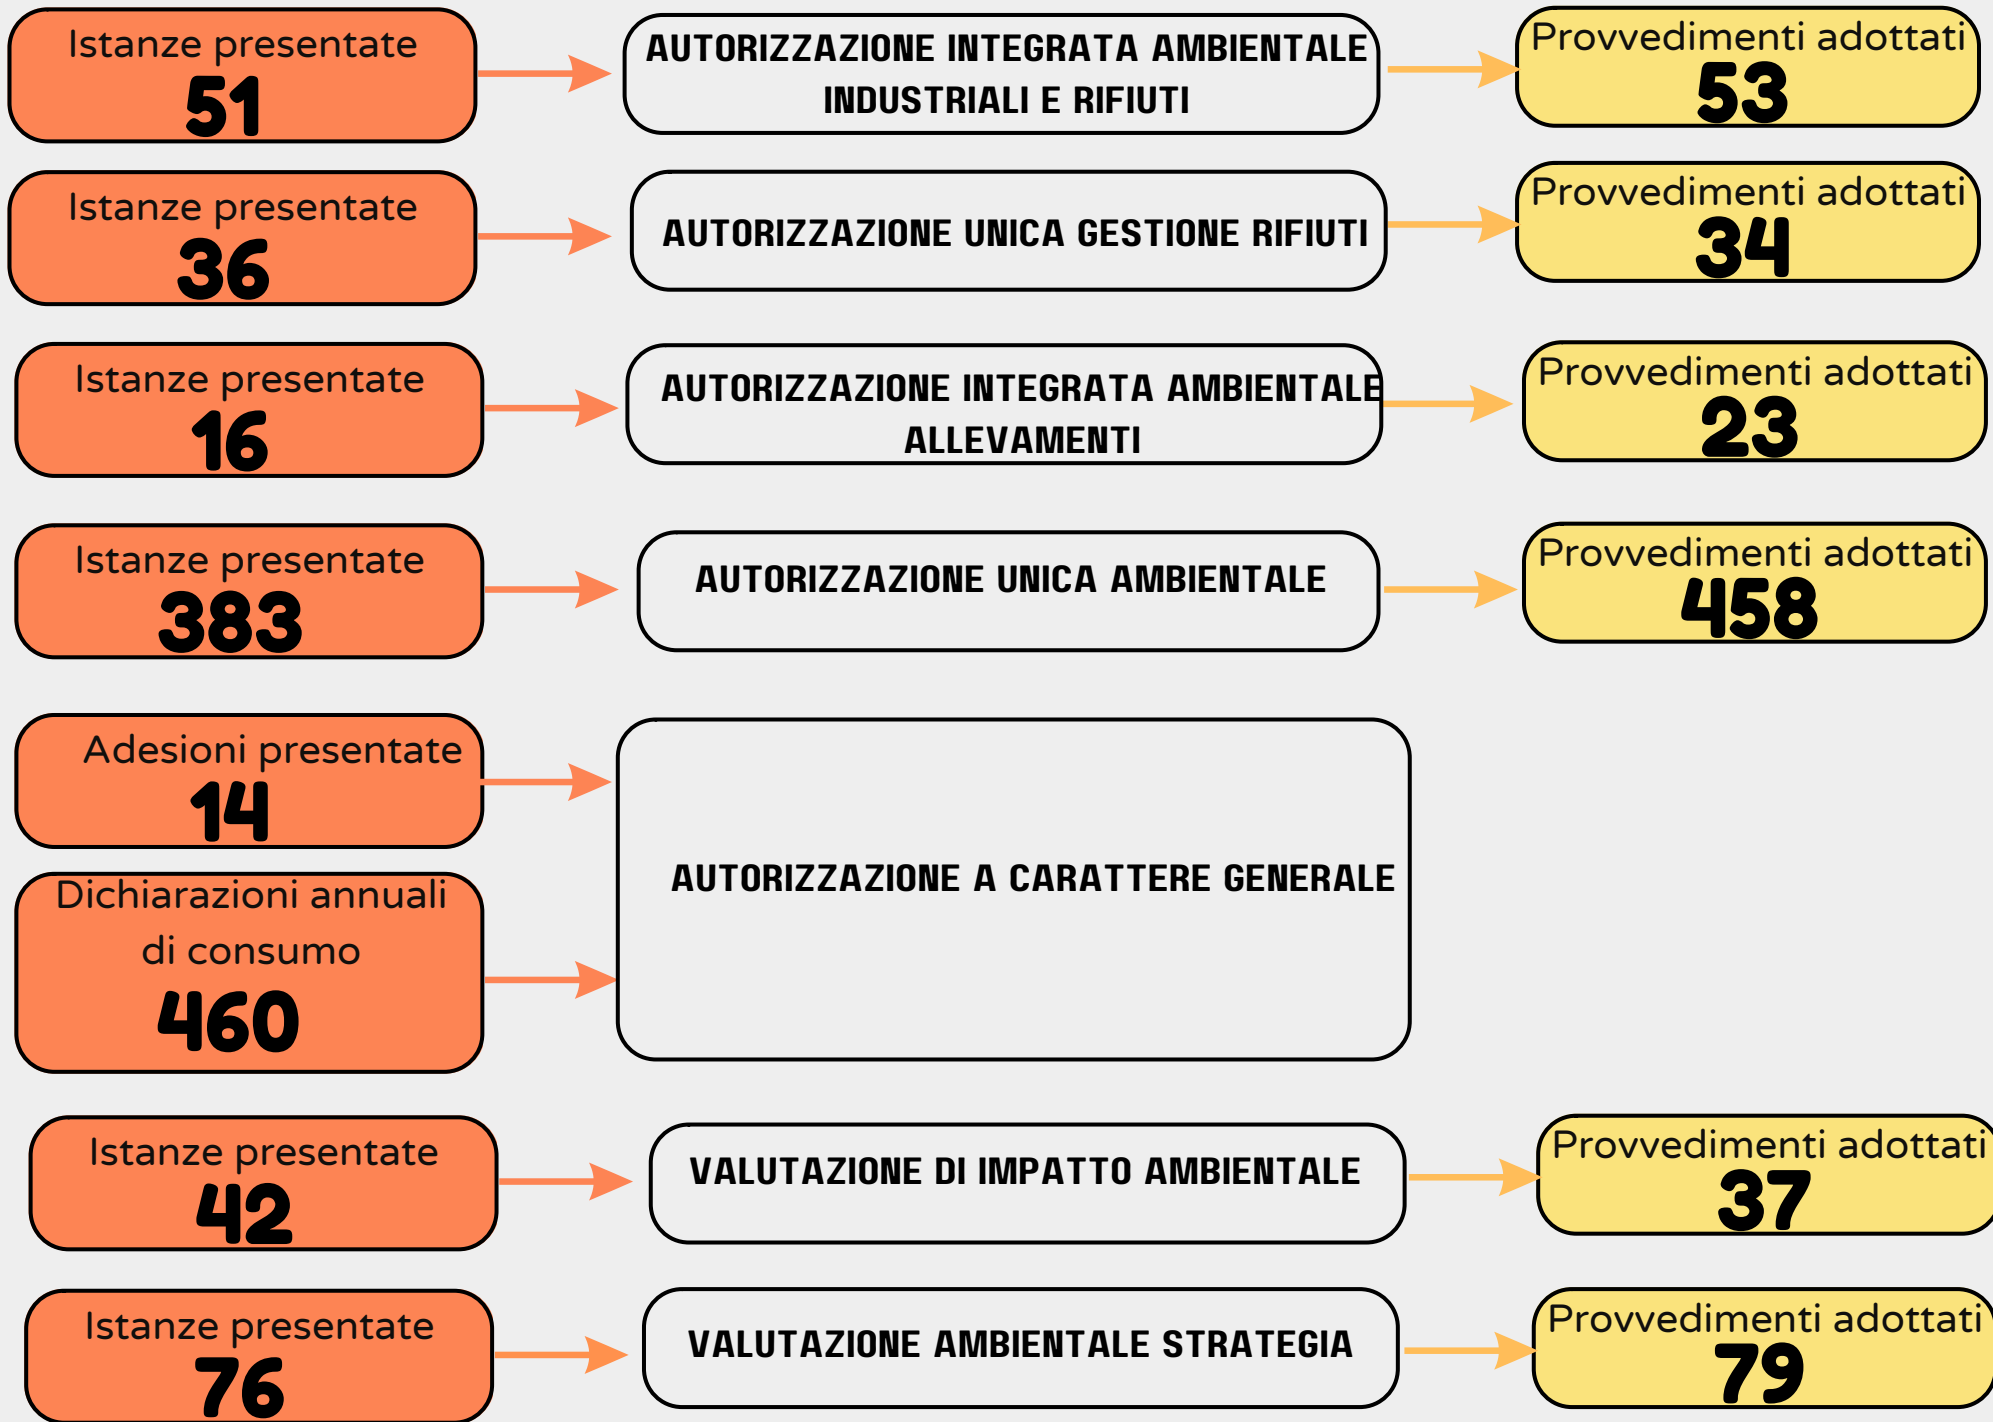 Istanze presentate
51
AUTORIZZAZIONE INTEGRATA AMBIENTALE
INDUSTRIALI E RIFIUTI
Provvedimenti adottati
53
Istanze presentate
36
AUTORIZZAZIONE UNICA GESTIONE RIFIUTI
Provvedimenti adottati
34
Istanze presentate
16
AUTORIZZAZIONE INTEGRATA AMBIENTALE
ALLEVAMENTI
Provvedimenti adottati
23
Istanze presentate
383
AUTORIZZAZIONE UNICA AMBIENTALE
Provvedimenti adottati
458
Adesioni presentate
14
Dichiarazioni annuali
di consumo
460
AUTORIZZAZIONE A CARATTERE GENERALE
Istanze presentate
42
VALUTAZIONE DI IMPATTO AMBIENTALE
Provvedimenti adottati
37
Istanze presentate
76
VALUTAZIONE AMBIENTALE STRATEGIA
Provvedimenti adottati
79